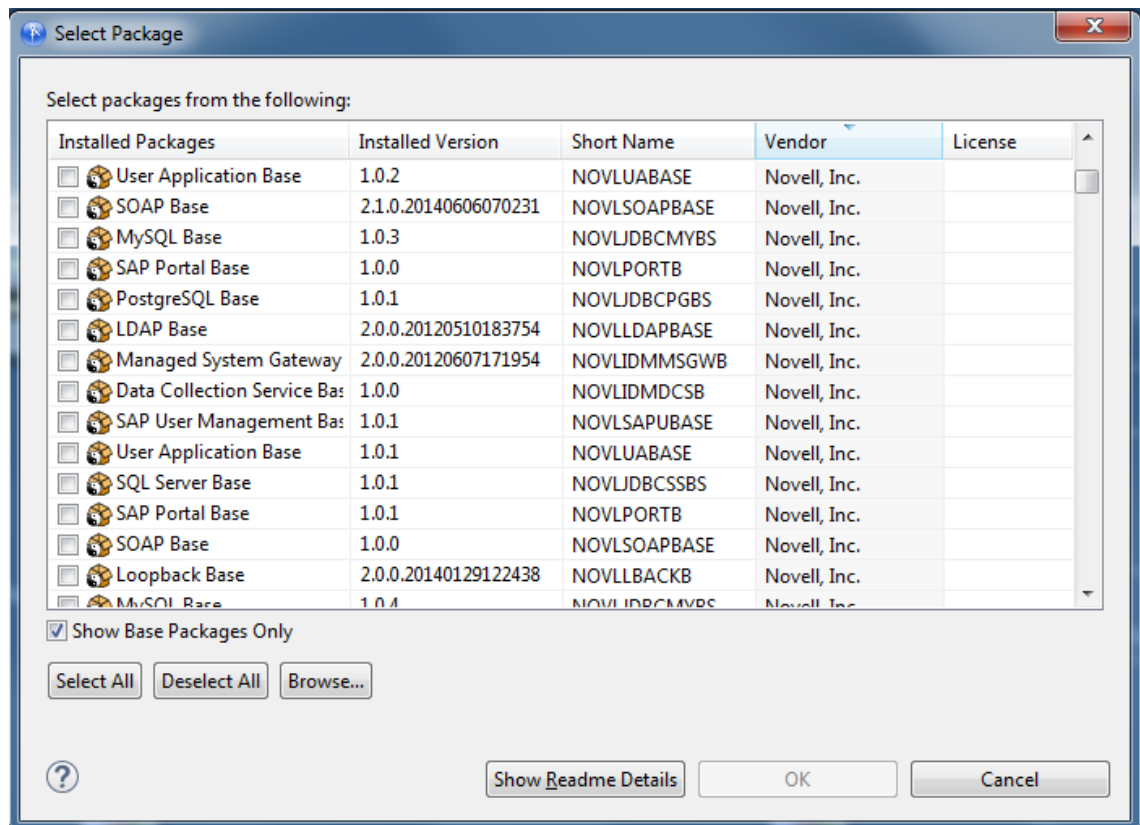 Select Package
Select packages from the following:
Installed Packages Installed Version Short Name Vendor License
User Application Base 1.0.2 NOVLUABASE Novell, Inc.
SOAP Base 2.1.0.20140606070231 NOVLSOAPBASE Novell, Inc.
MySQL Base 1.0.3 NOVLJDBCMYBS Novell, Inc.
SAP Portal Base 1.0.0 NOVLPORTB Novell, Inc.
PostgreSQL Base 1.0.1 NOVLJDBCPGBS Novell, Inc.
LDAP Base 2.0.0.20120510183754 NOVLLDAPBASE Novell, Inc.
Managed System Gateway 2.0.0.20120607171954 NOVLIDMMSGWB Novell, Inc.
Data Collection Service Bas 1.0.0 NOVLIDMDCSB Novell, Inc.
SAP User Management Bas 1.0.1 NOVLSAPUBASE Novell, Inc.
User Application Base 1.0.1 NOVLUABASE Novell, Inc.
SQL Server Base 1.0.1 NOVLJDBCSSBS Novell, Inc.
SAP Portal Base 1.0.1 NOVLPORTB Novell, Inc.
SOAP Base 1.0.0 NOVLSOAPBASE Novell, Inc.
Loopback Base 2.0.0.20140129122438 NOVLLBACKB Novell, Inc.
MySQL Base 1.0.4 NOVLJDBCMYBS Novell, Inc.
Show Base Packages Only
Select All Deselect All Browse...
? Show Readme Details OK Cancel